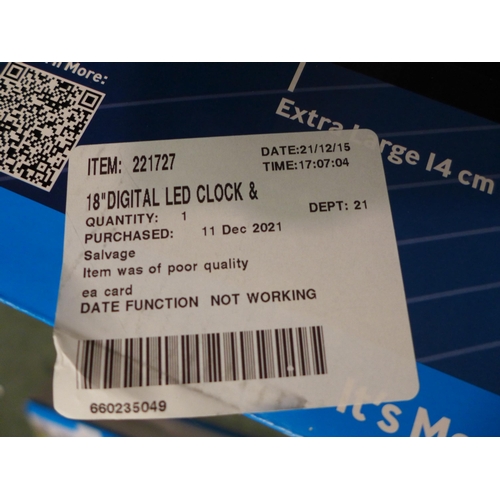 n More:
Extra Large 14 cm
ITEM: 221727
DATE:21/12/15
TIME:17:07:04
18"DIGITAL LED CLOCK &
QUANTITY: 1
DEPT: 21
PURCHASED: 11 Dec 2021
Salvage
Item was of poor quality
ea card
DATE FUNCTION NOT WORKING
660235049
It's M